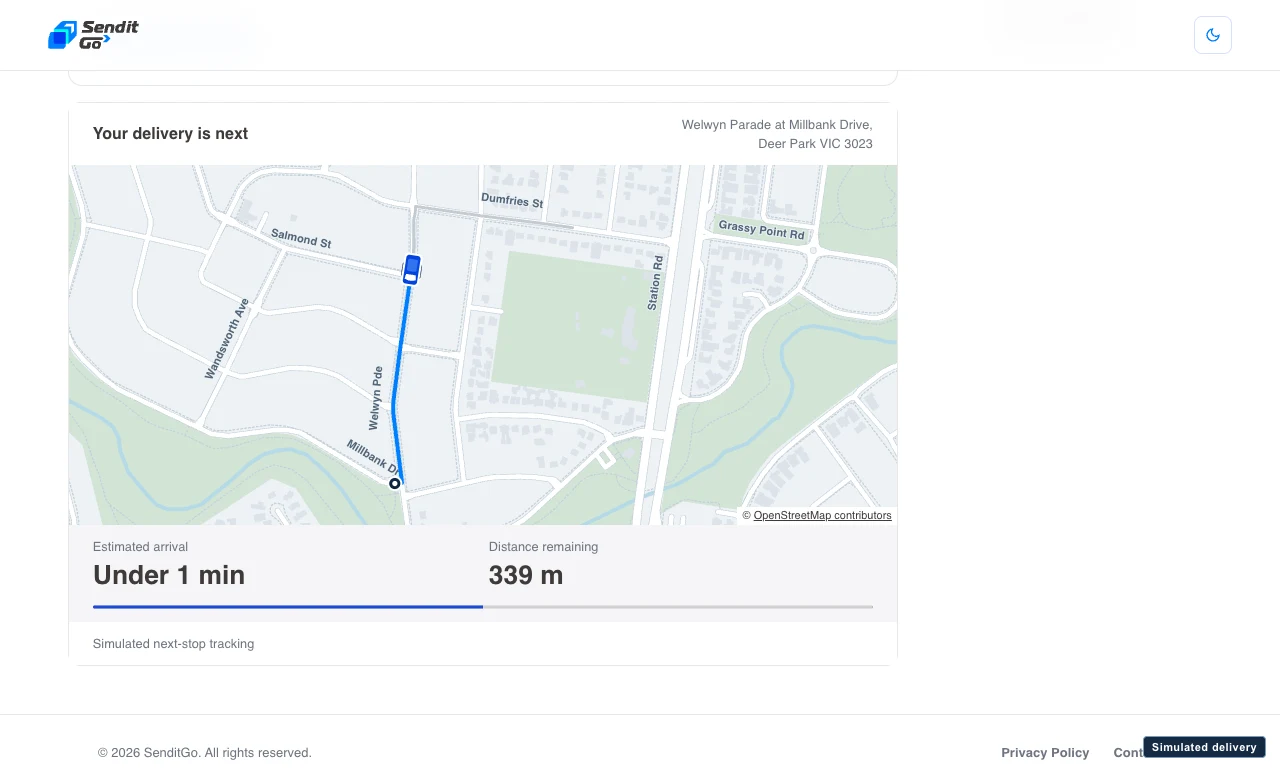 Sendit
Go
Your delivery is next
Welwyn Parade at Millbank Drive,
Deer Park VIC 3023
Dumfries St
Salmond St
Grassy Point Rd
Station Rd
Wandsworth Ave
Welwyn Pde
Millbank Dr
© OpenStreetMap contributors
Estimated arrival
Distance remaining
Under 1 min
339 m
Simulated next-stop tracking
© 2026 SenditGo. All rights reserved.
Privacy Policy
Cont
Simulated delivery